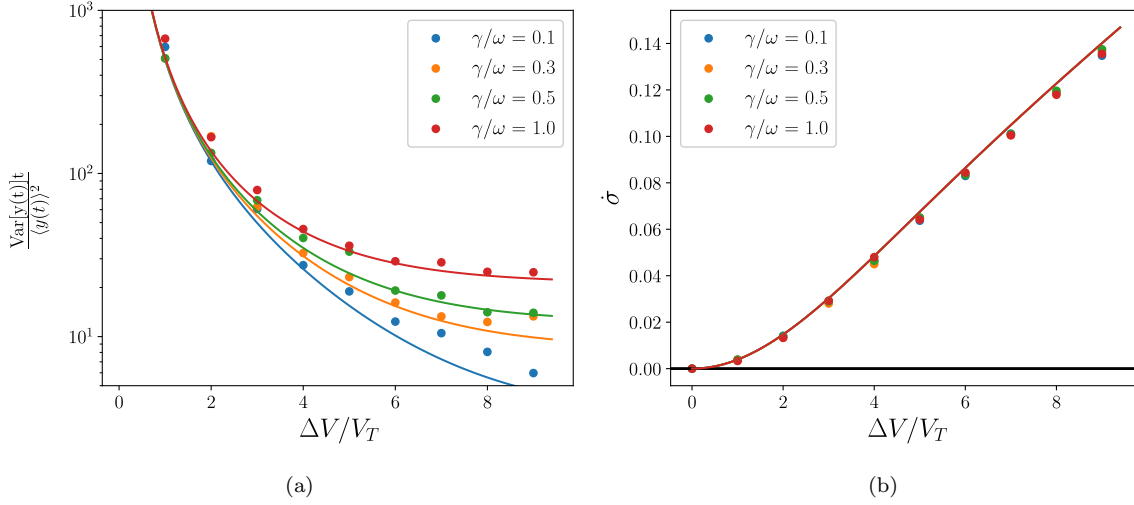 10^3
10^2
10^1
0
2
4
6
8
Var[y(t)]t
⟨y(t)⟩^2
ΔV/V_T
γ/ω = 0.1
γ/ω = 0.3
γ/ω = 0.5
γ/ω = 1.0
(a)
0.14
0.12
0.10
0.08
0.06
0.04
0.02
0.00
0
2
4
6
8
σ̇
ΔV/V_T
γ/ω = 0.1
γ/ω = 0.3
γ/ω = 0.5
γ/ω = 1.0
(b)